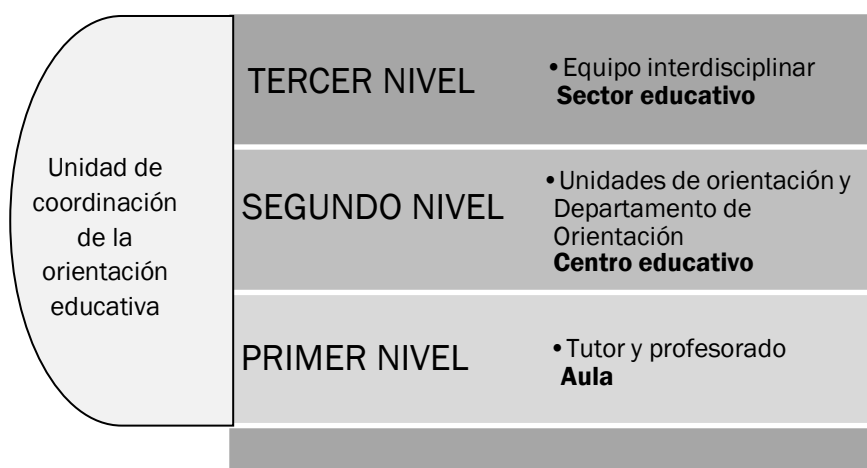 Unidad de
coordinación
de la
orientación
educativa
TERCER NIVEL
•Equipo interdisciplinar
Sector educativo
SEGUNDO NIVEL
•Unidades de orientación y
Departamento de
Orientación
Centro educativo
PRIMER NIVEL
•Tutor y profesorado
Aula